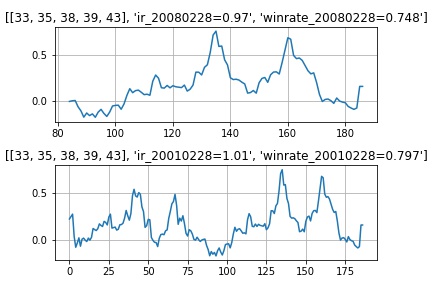 [[33, 35, 38, 39, 43], 'ir_20080228=0.97', 'winrate_20080228=0.748']
0.5
0.0
80 100 120 140 160 180
[[33, 35, 38, 39, 43], 'ir_20010228=1.01', 'winrate_20010228=0.797']
0.5
0.0
0 25 50 75 100 125 150 175